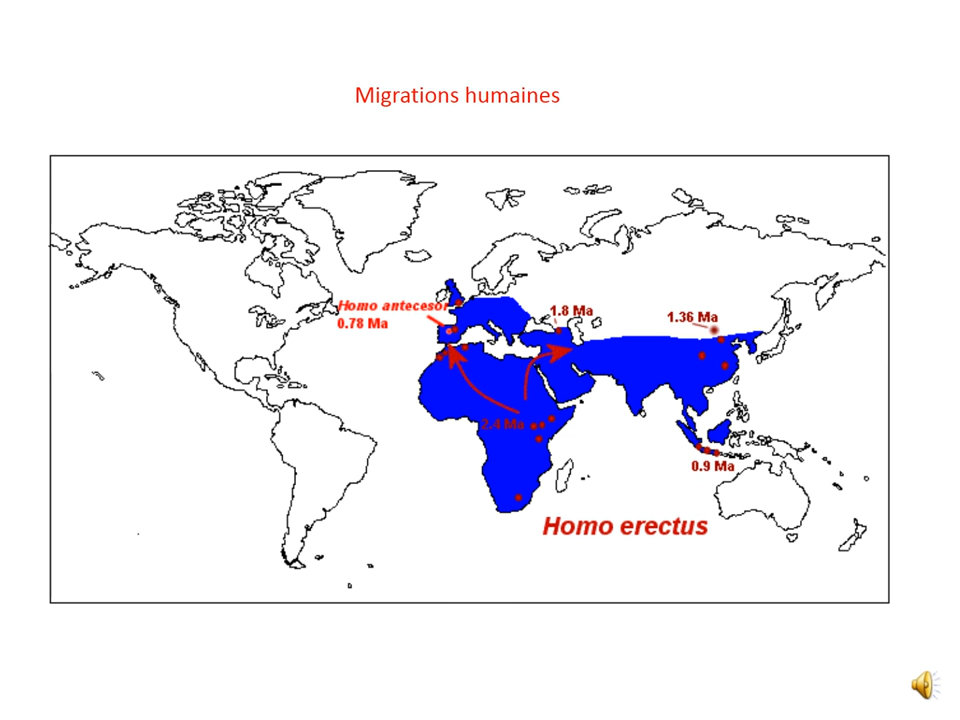 Migrations humaines
Homo antecesor
0.78 Ma
1.8 Ma
1.36 Ma
2.4 Ma
0.9 Ma
Homo erectus